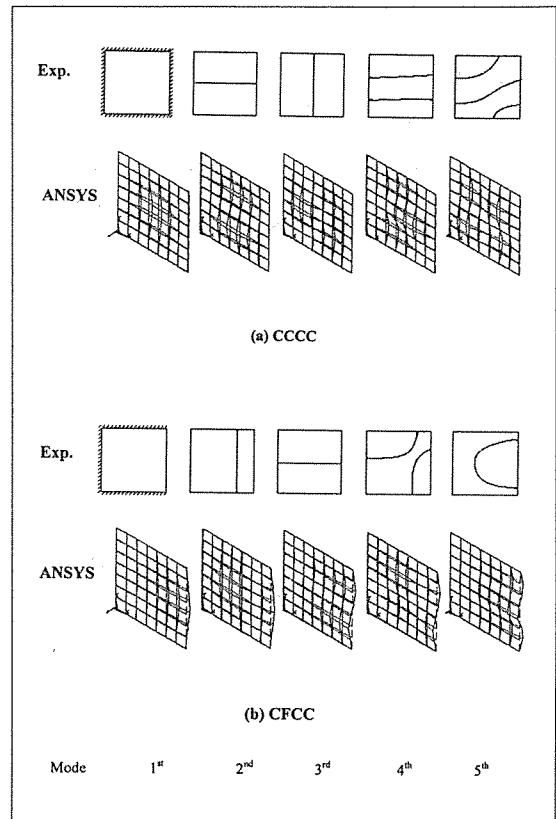 Exp.
ANSYS
(a) CCCC
Exp.
ANSYS
(b) CFCC
Mode 1st 2nd 3rd 4th 5th